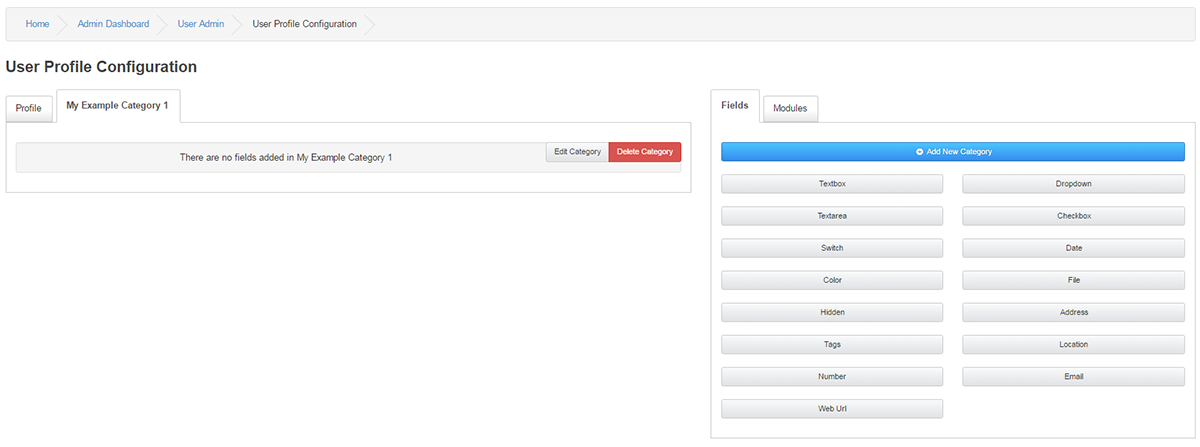 Home Admin Dashboard User Admin User Profile Configuration
User Profile Configuration
Profile My Example Category 1
There are no fields added in My Example Category 1 Edit Category Delete Category
Fields Modules
Add New Category
Textbox Dropdown
Textarea Checkbox
Switch Date
Color File
Hidden Address
Tags Location
Number Email
Web Url